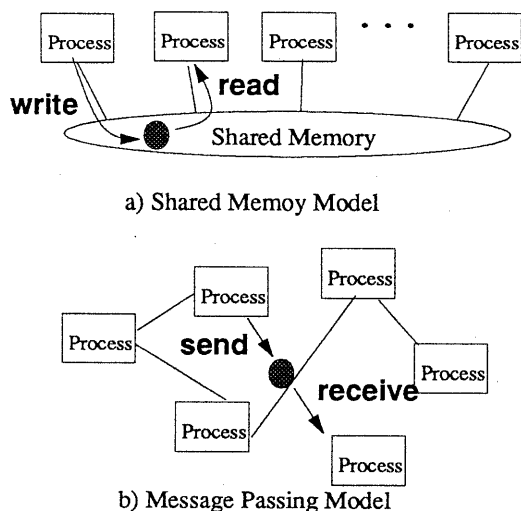 Process Process Process . . . Process
read
write
Shared Memory
a) Shared Memoy Model
Process
Process
Process
send
Process
receive
Process
Process
b) Message Passing Model